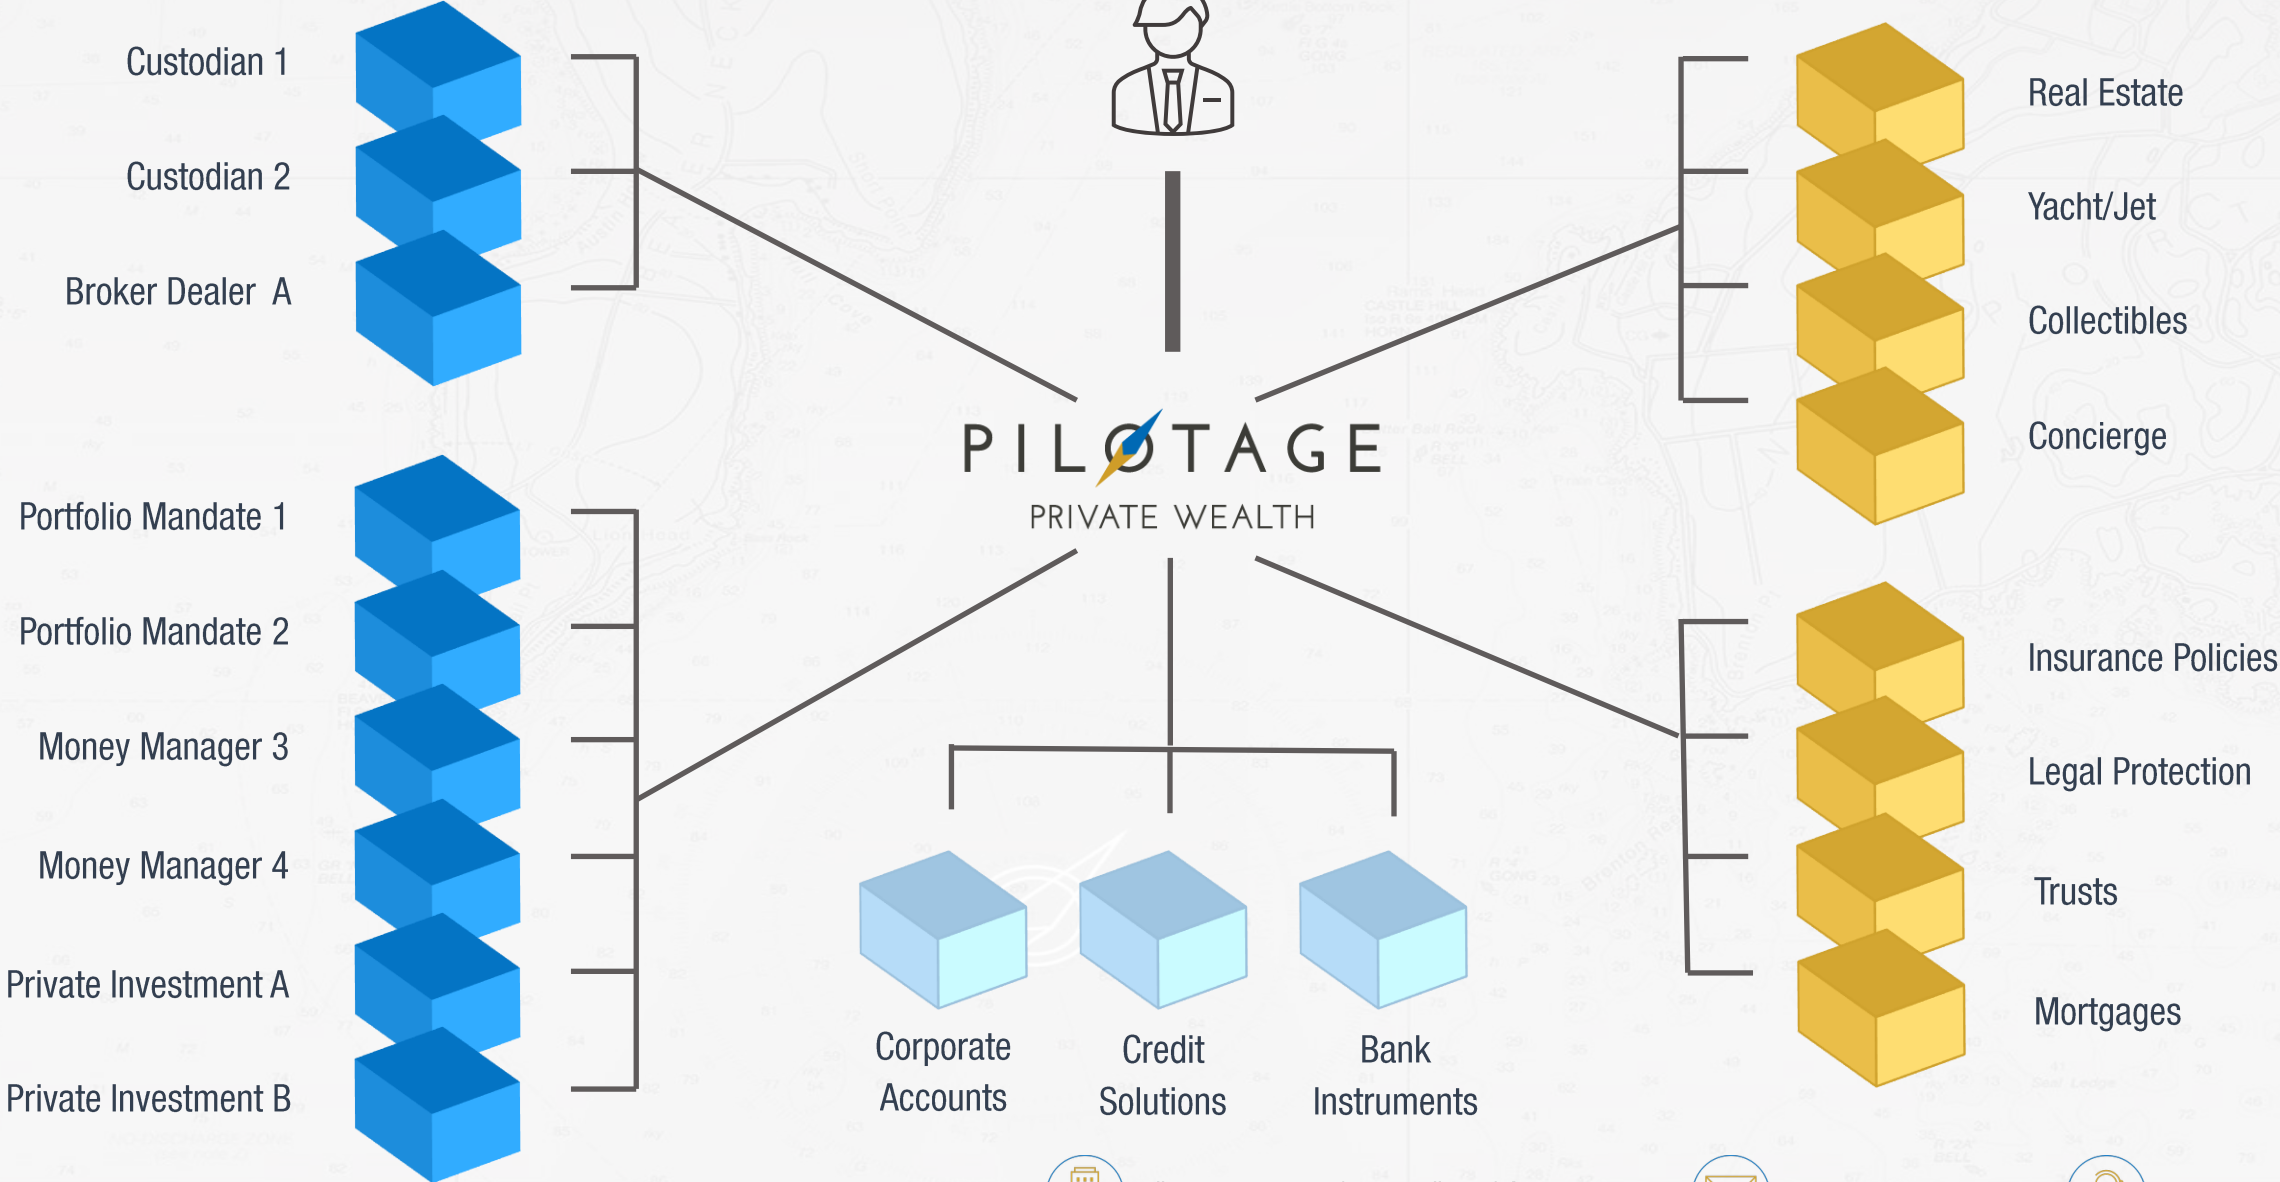 Custodian 1
Custodian 2
Broker Dealer A
Portfolio Mandate 1
Portfolio Mandate 2
Money Manager 3
Money Manager 4
Private Investment A
Private Investment B
PILOTAGE
PRIVATE WEALTH
Corporate
Accounts
Credit
Solutions
Bank
Instruments
Real Estate
Yacht/Jet
Collectibles
Concierge
Insurance Policies
Legal Protection
Trusts
Mortgages